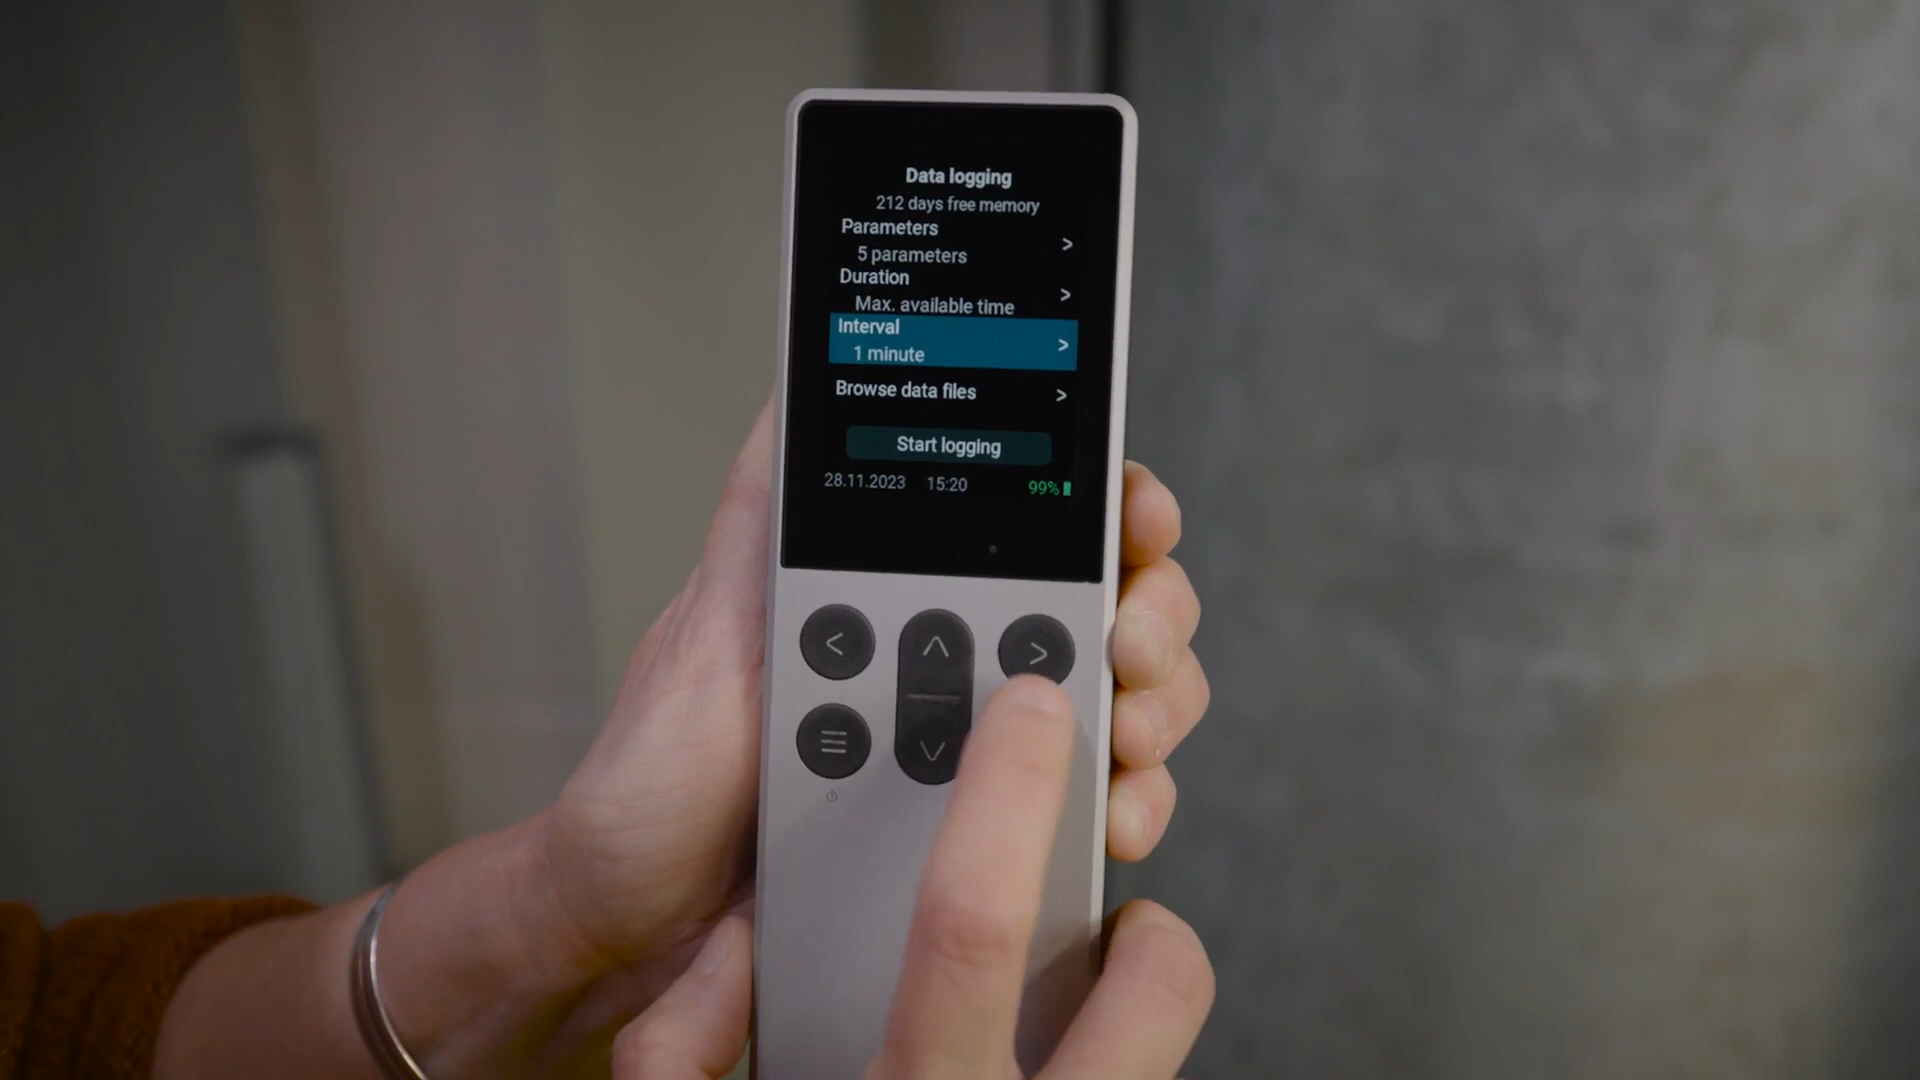 Data logging
212 days free memory
Parameters
5 parameters
Duration
Max. available time
Interval
1 minute
Browse data files
Start logging
28.11.2023 15:20 99%